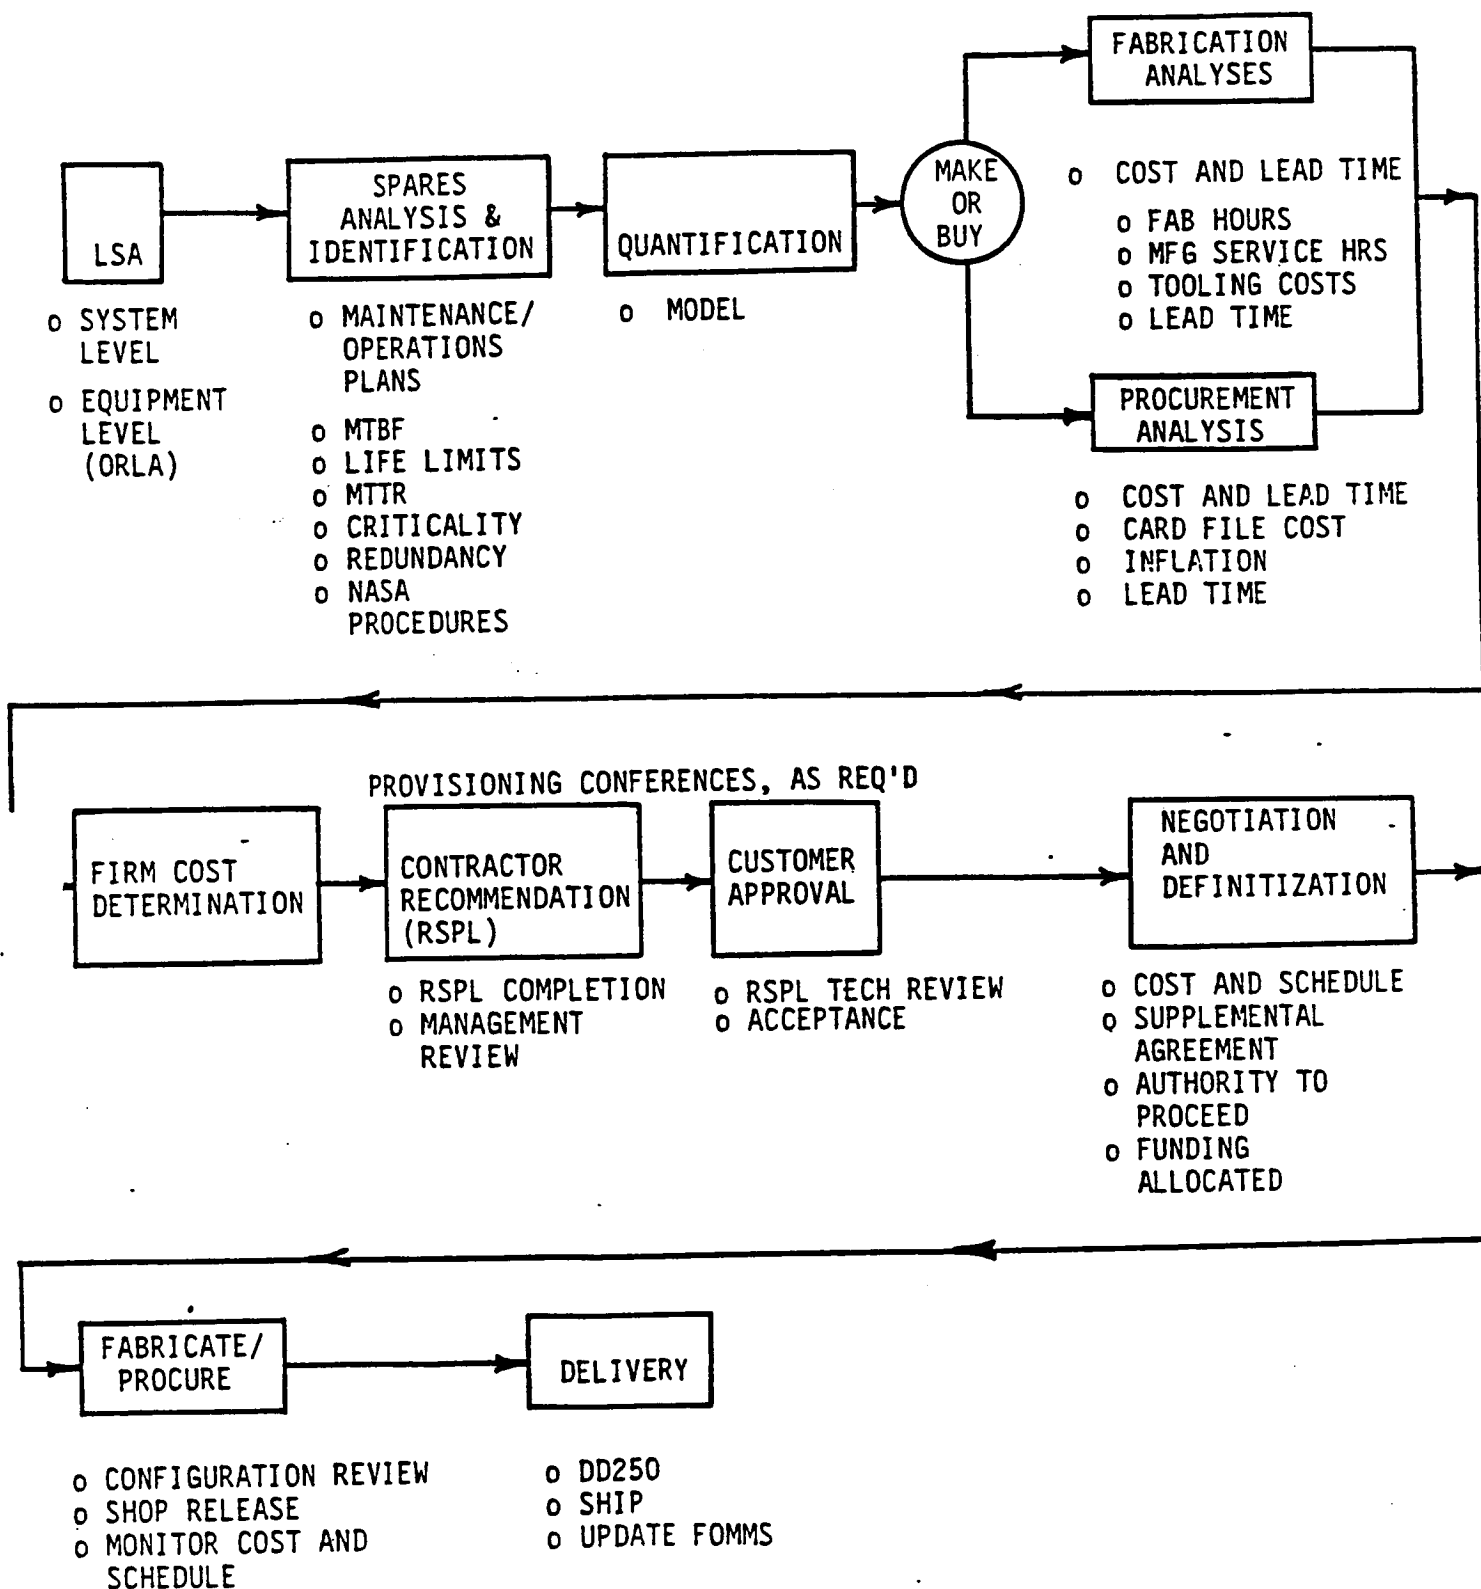 FABRICATION
ANALYSES
LSA
SPARES
ANALYSIS &
IDENTIFICATION
QUANTIFICATION
MAKE
OR
BUY
o SYSTEM
LEVEL
o EQUIPMENT
LEVEL
(ORLA)
o MAINTENANCE/
OPERATIONS
PLANS
o MTBF
o LIFE LIMITS
o MTTR
o CRITICALITY
o REDUNDANCY
o NASA
PROCEDURES
o MODEL
o COST AND LEAD TIME
o FAB HOURS
o MFG SERVICE HRS
o TOOLING COSTS
o LEAD TIME
PROCUREMENT
ANALYSIS
o COST AND LEAD TIME
o CARD FILE COST
o INFLATION
o LEAD TIME
PROVISIONING CONFERENCES, AS REQ'D
FIRM COST
DETERMINATION
CONTRACTOR
RECOMMENDATION
(RSPL)
CUSTOMER
APPROVAL
NEGOTIATION
AND
DEFINITIZATION
o RSPL COMPLETION
o MANAGEMENT
REVIEW
o RSPL TECH REVIEW
o ACCEPTANCE
o COST AND SCHEDULE
o SUPPLEMENTAL
AGREEMENT
o AUTHORITY TO
PROCEED
o FUNDING
ALLOCATED
FABRICATE/
PROCURE
DELIVERY
o CONFIGURATION REVIEW
o SHOP RELEASE
o MONITOR COST AND
SCHEDULE
o DD250
o SHIP
o UPDATE FOMMS